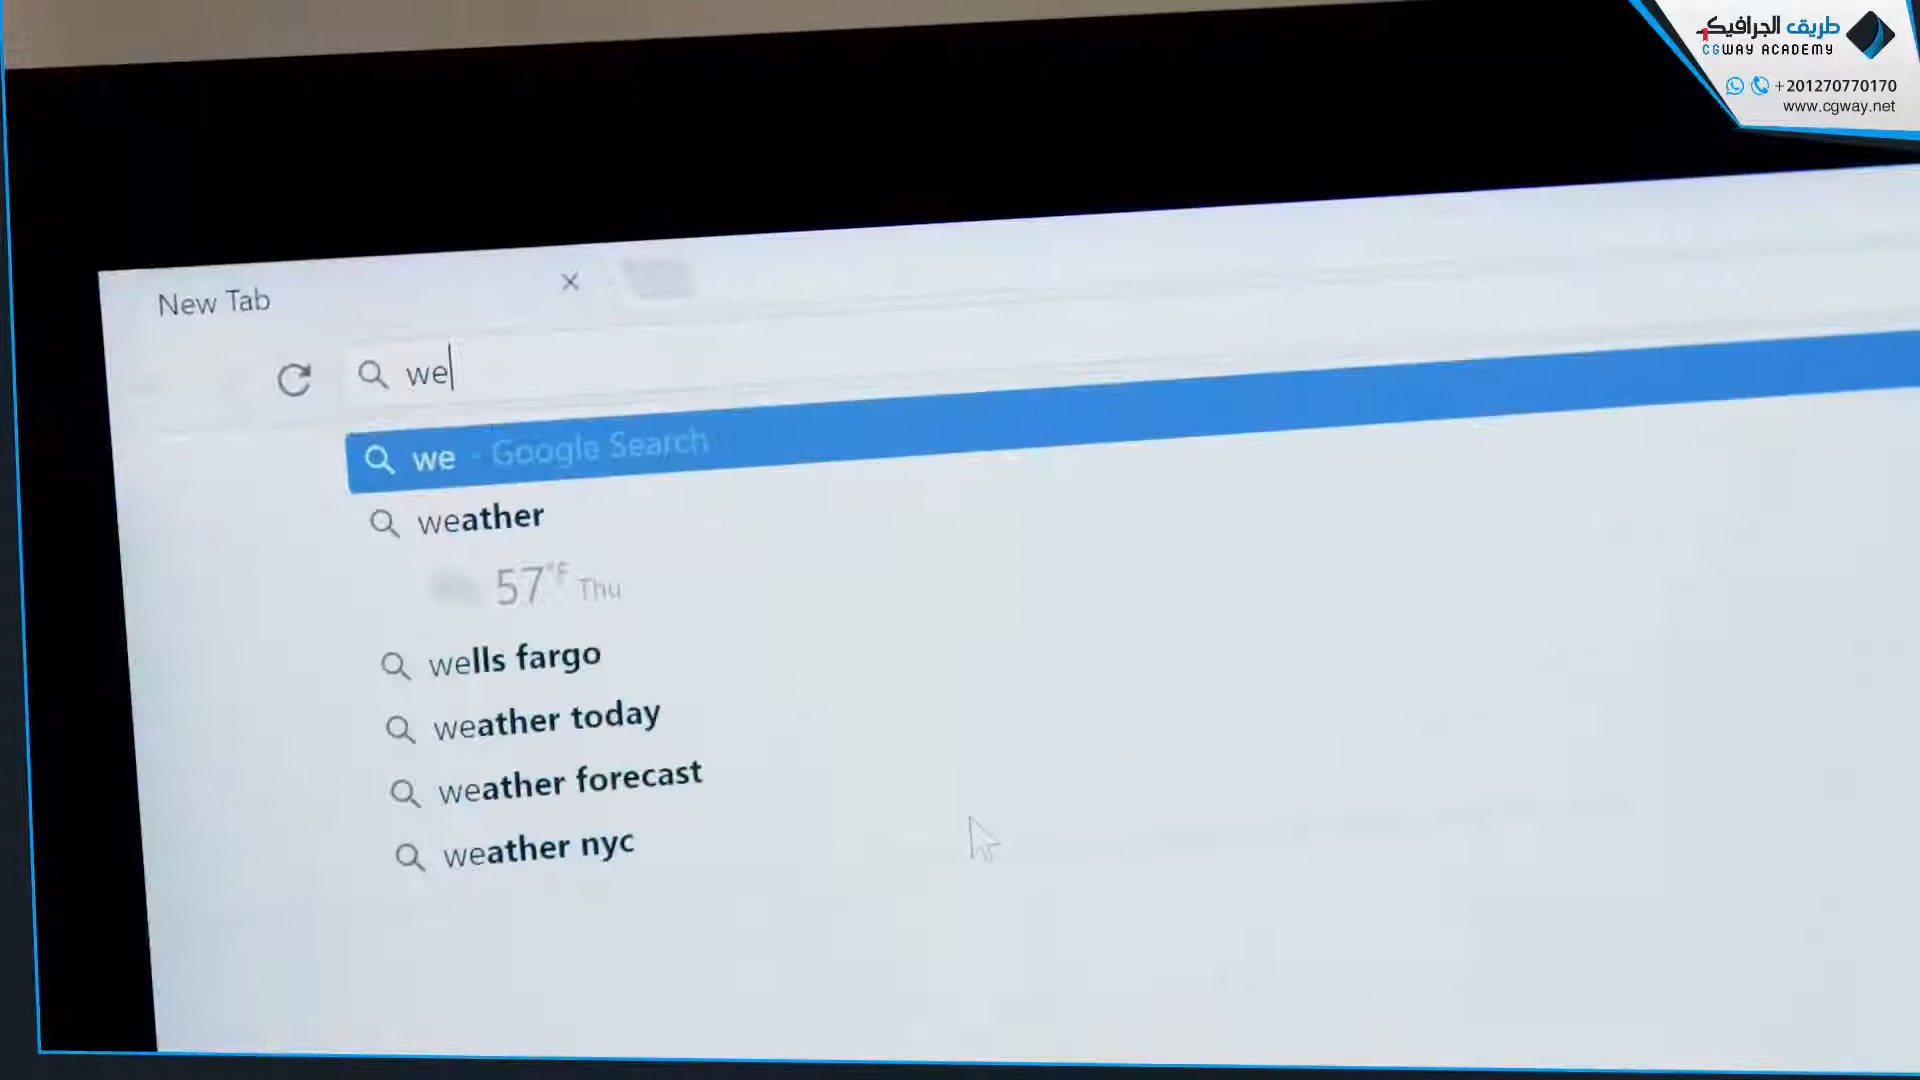 طريق الجرافيك
CGWAY ACADEMY
+201270770170
www.cgway.net
New Tab
we
we - Google Search
weather
57°F Thu
wells fargo
weather today
weather forecast
weather nyc